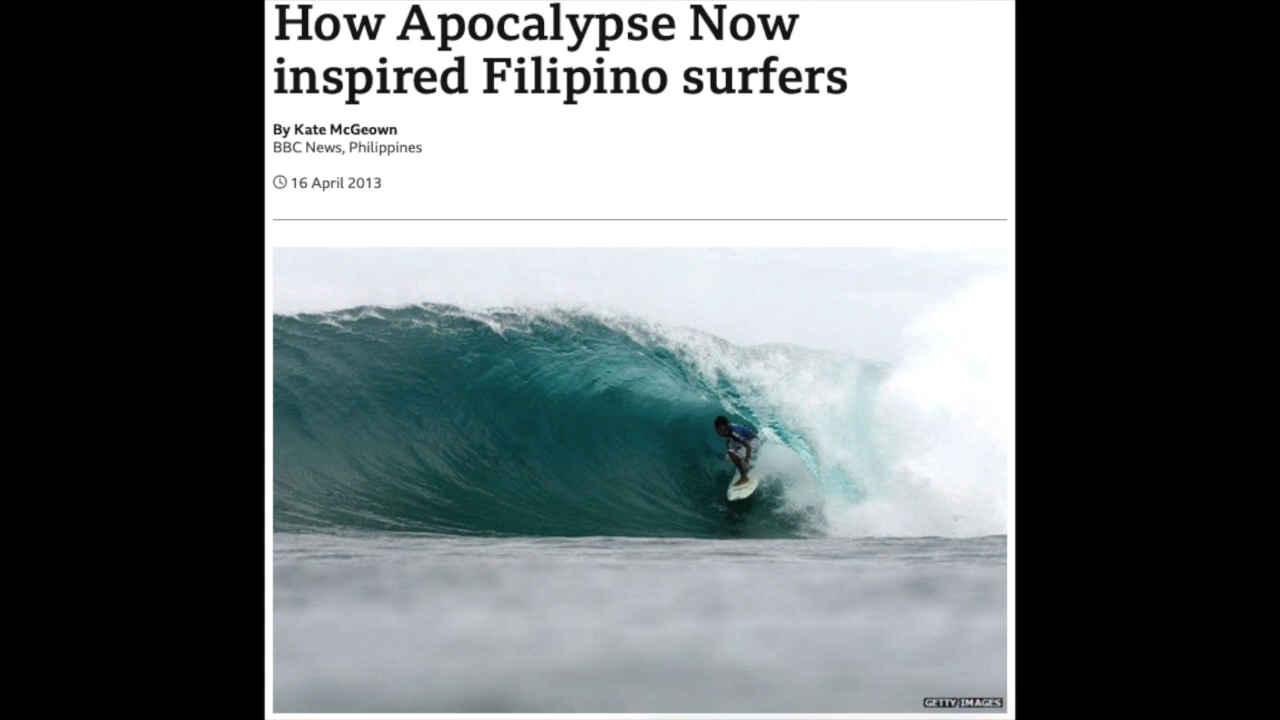 How Apocalypse Now
inspired Filipino surfers
By Kate McGeown
BBC News, Philippines
16 April 2013
GETTY IMAGES